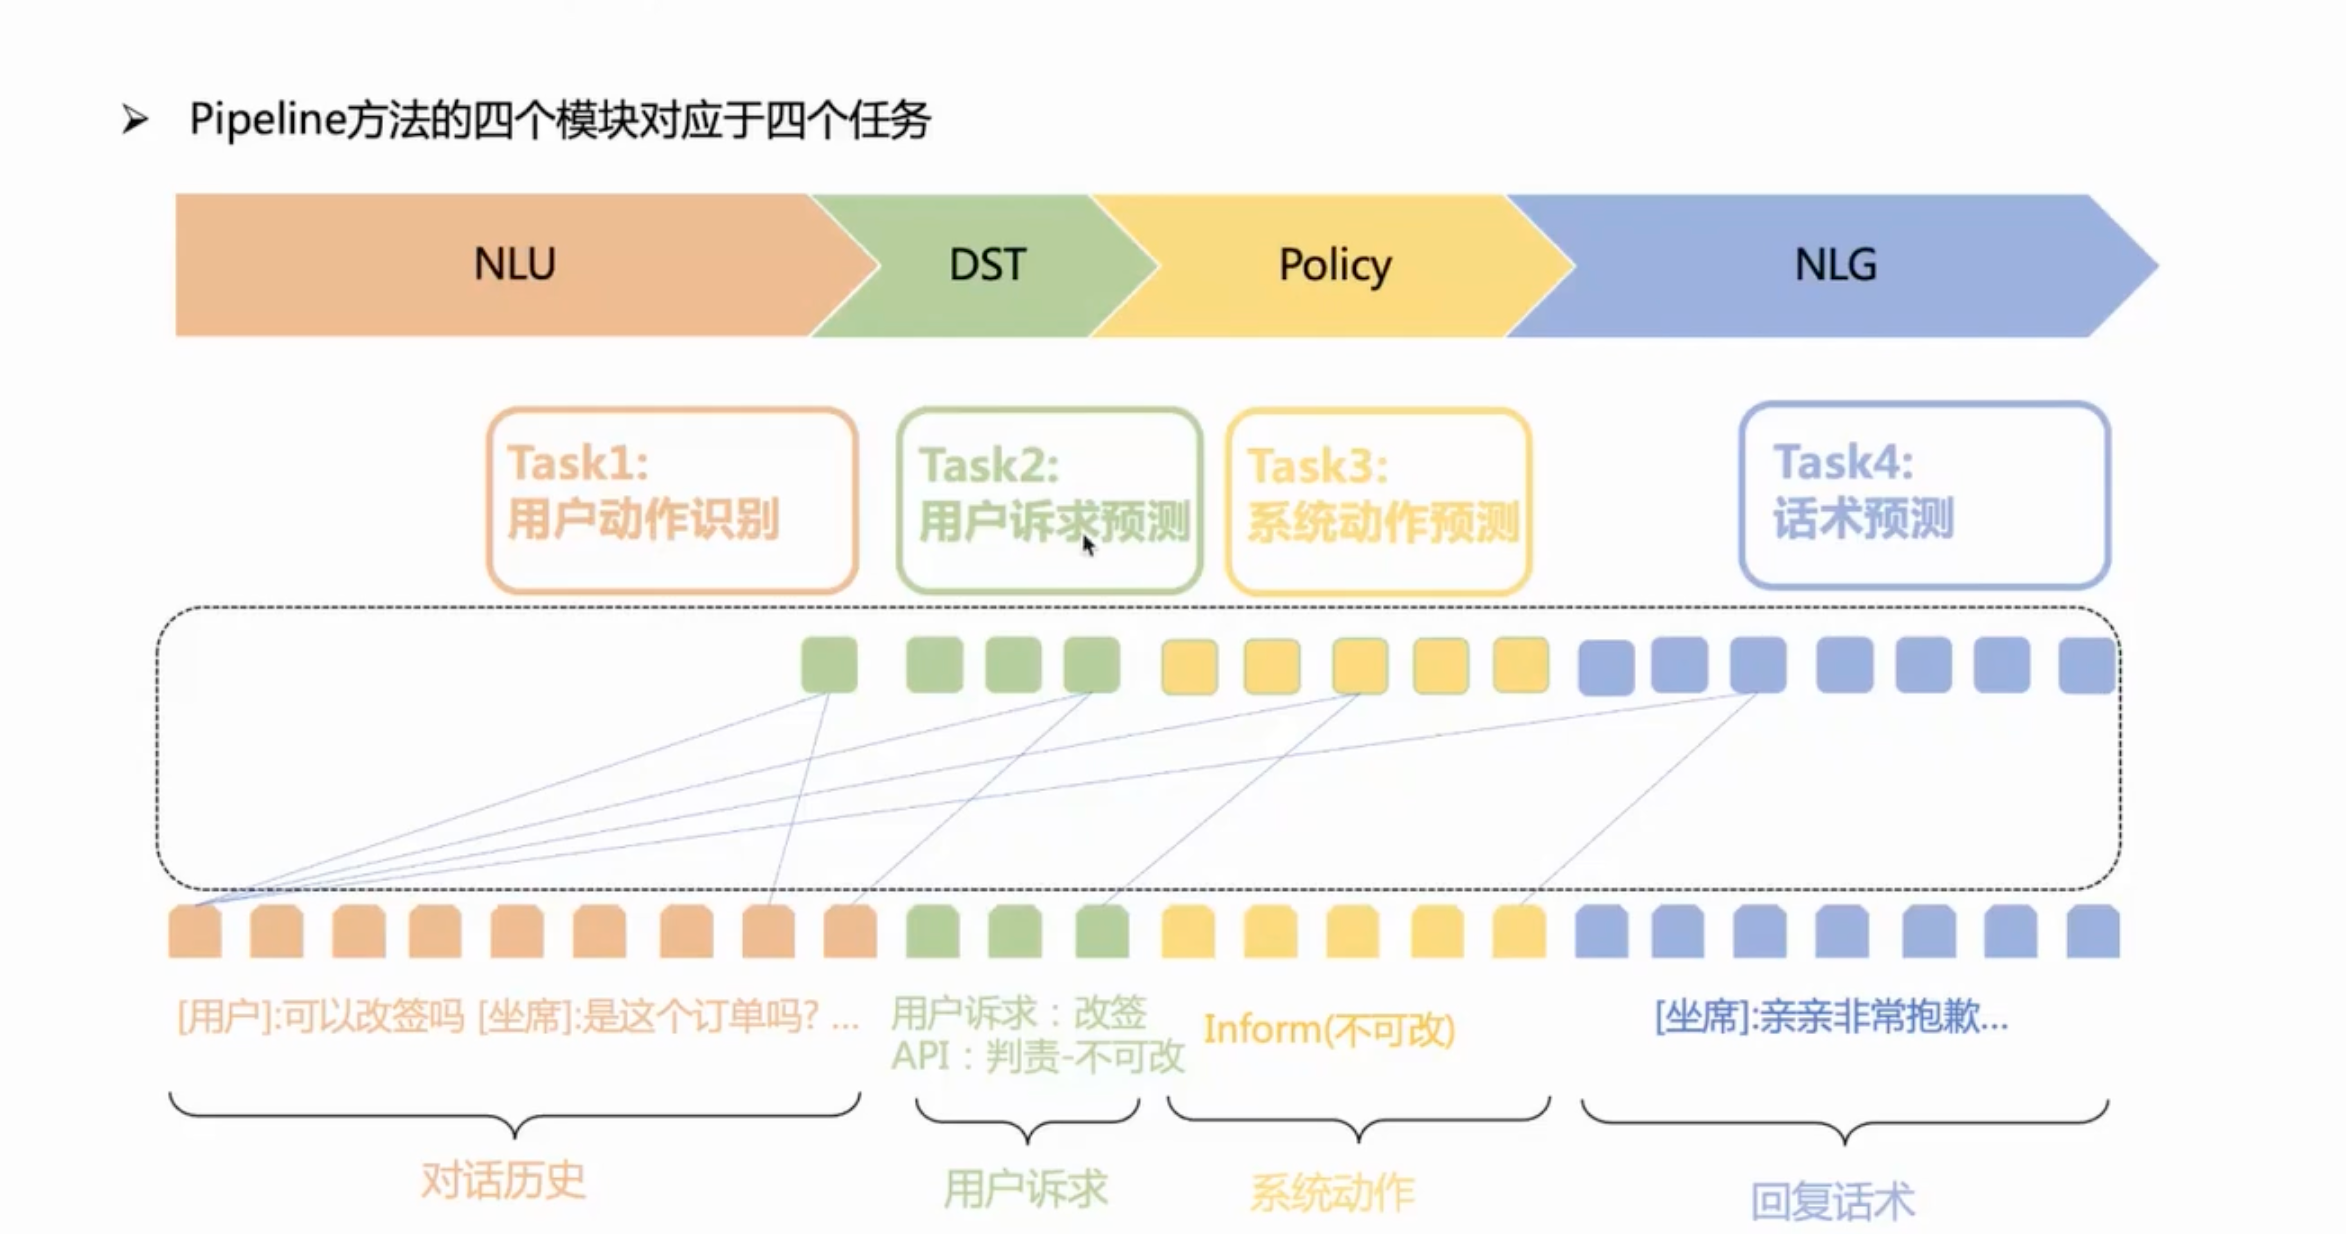 ➢ Pipeline方法的四个模块对应于四个任务
NLU
DST
Policy
NLG
Task1:
用户动作识别
Task2:
用户诉求预测
Task3:
系统动作预测
Task4:
话术预测
[用户]:可以改签吗 [坐席]:是这个订单吗? ...
用户诉求：改签
API：判责-不可改
Inform(不可改)
[坐席]:亲亲非常抱歉...
对话历史
用户诉求
系统动作
回复话术